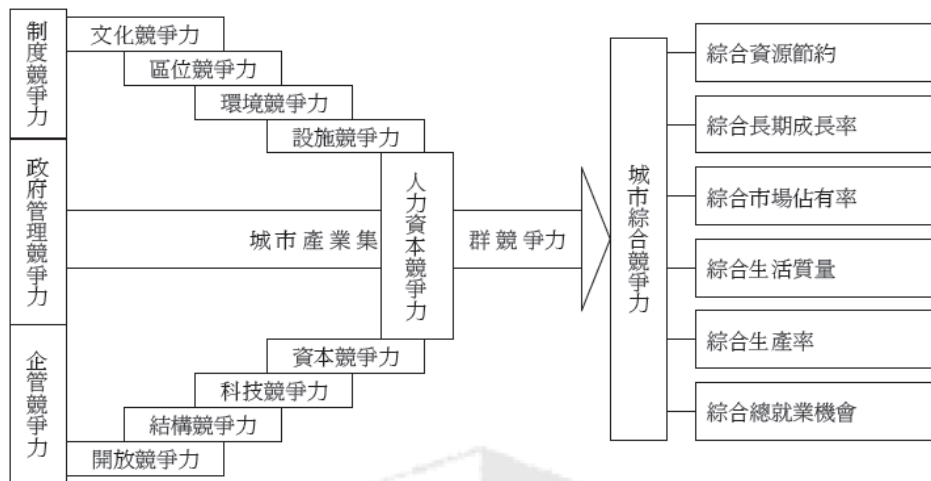 制度競爭力
文化競爭力
區位競爭力
環境競爭力
設施競爭力
政府管理競爭力
城市產業集
人力資本競爭力
群競爭力
企管競爭力
資本競爭力
科技競爭力
結構競爭力
開放競爭力
城市綜合競爭力
綜合資源節約
綜合長期成長率
綜合市場佔有率
綜合生活質量
綜合生產率
綜合總就業機會